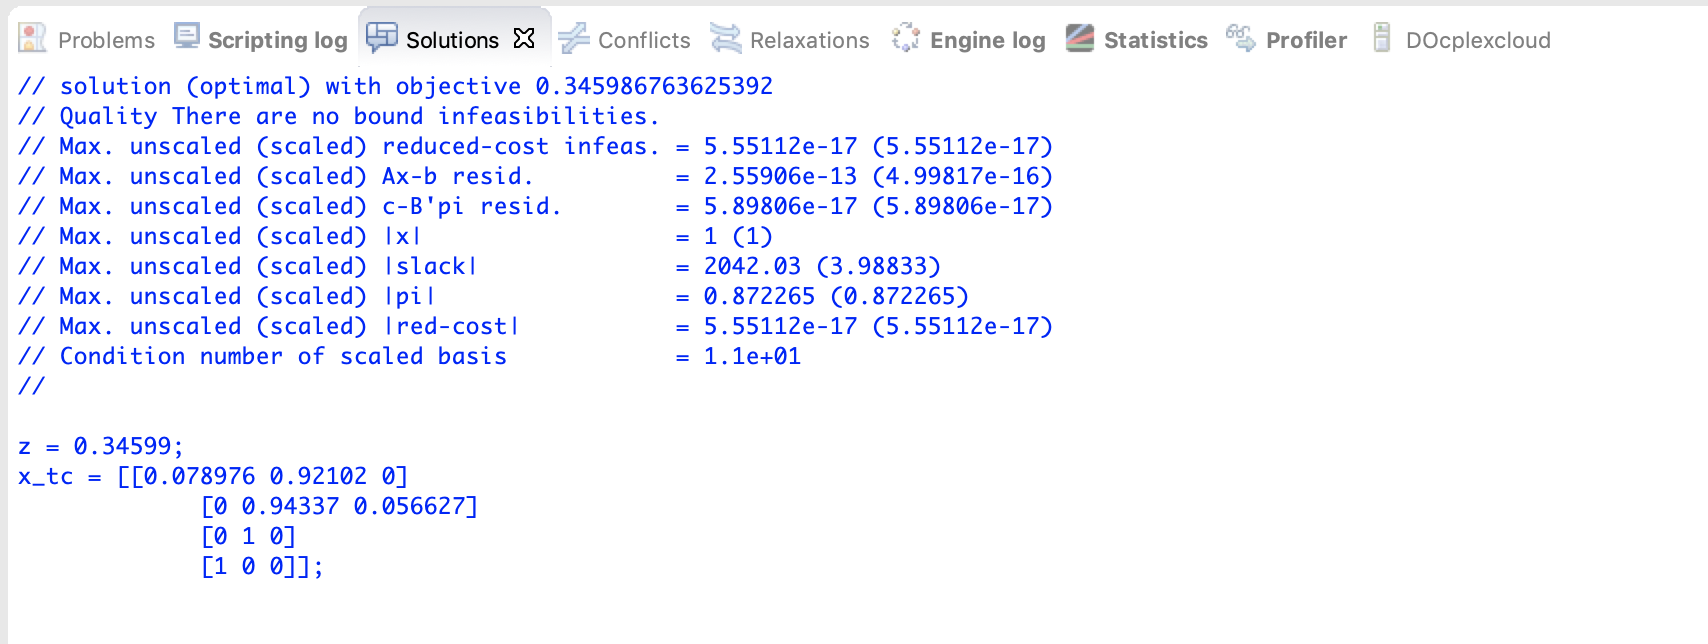 Problems Scripting log Solutions Conflicts Relaxations Engine log Statistics Profiler DOcplexcloud
// solution (optimal) with objective 0.345986763625392
// Quality There are no bound infeasibilities.
// Max. unscaled (scaled) reduced-cost infeas. = 5.55112e-17 (5.55112e-17)
// Max. unscaled (scaled) Ax-b resid. = 2.55906e-13 (4.99817e-16)
// Max. unscaled (scaled) c-B'pi resid. = 5.89806e-17 (5.89806e-17)
// Max. unscaled (scaled) |x| = 1 (1)
// Max. unscaled (scaled) |slack| = 2042.03 (3.98833)
// Max. unscaled (scaled) |pi| = 0.872265 (0.872265)
// Max. unscaled (scaled) |red-cost| = 5.55112e-17 (5.55112e-17)
// Condition number of scaled basis = 1.1e+01
//
z = 0.34599;
x_tc = [[0.078976 0.92102 0]
[0 0.94337 0.056627]
[0 1 0]
[1 0 0]];